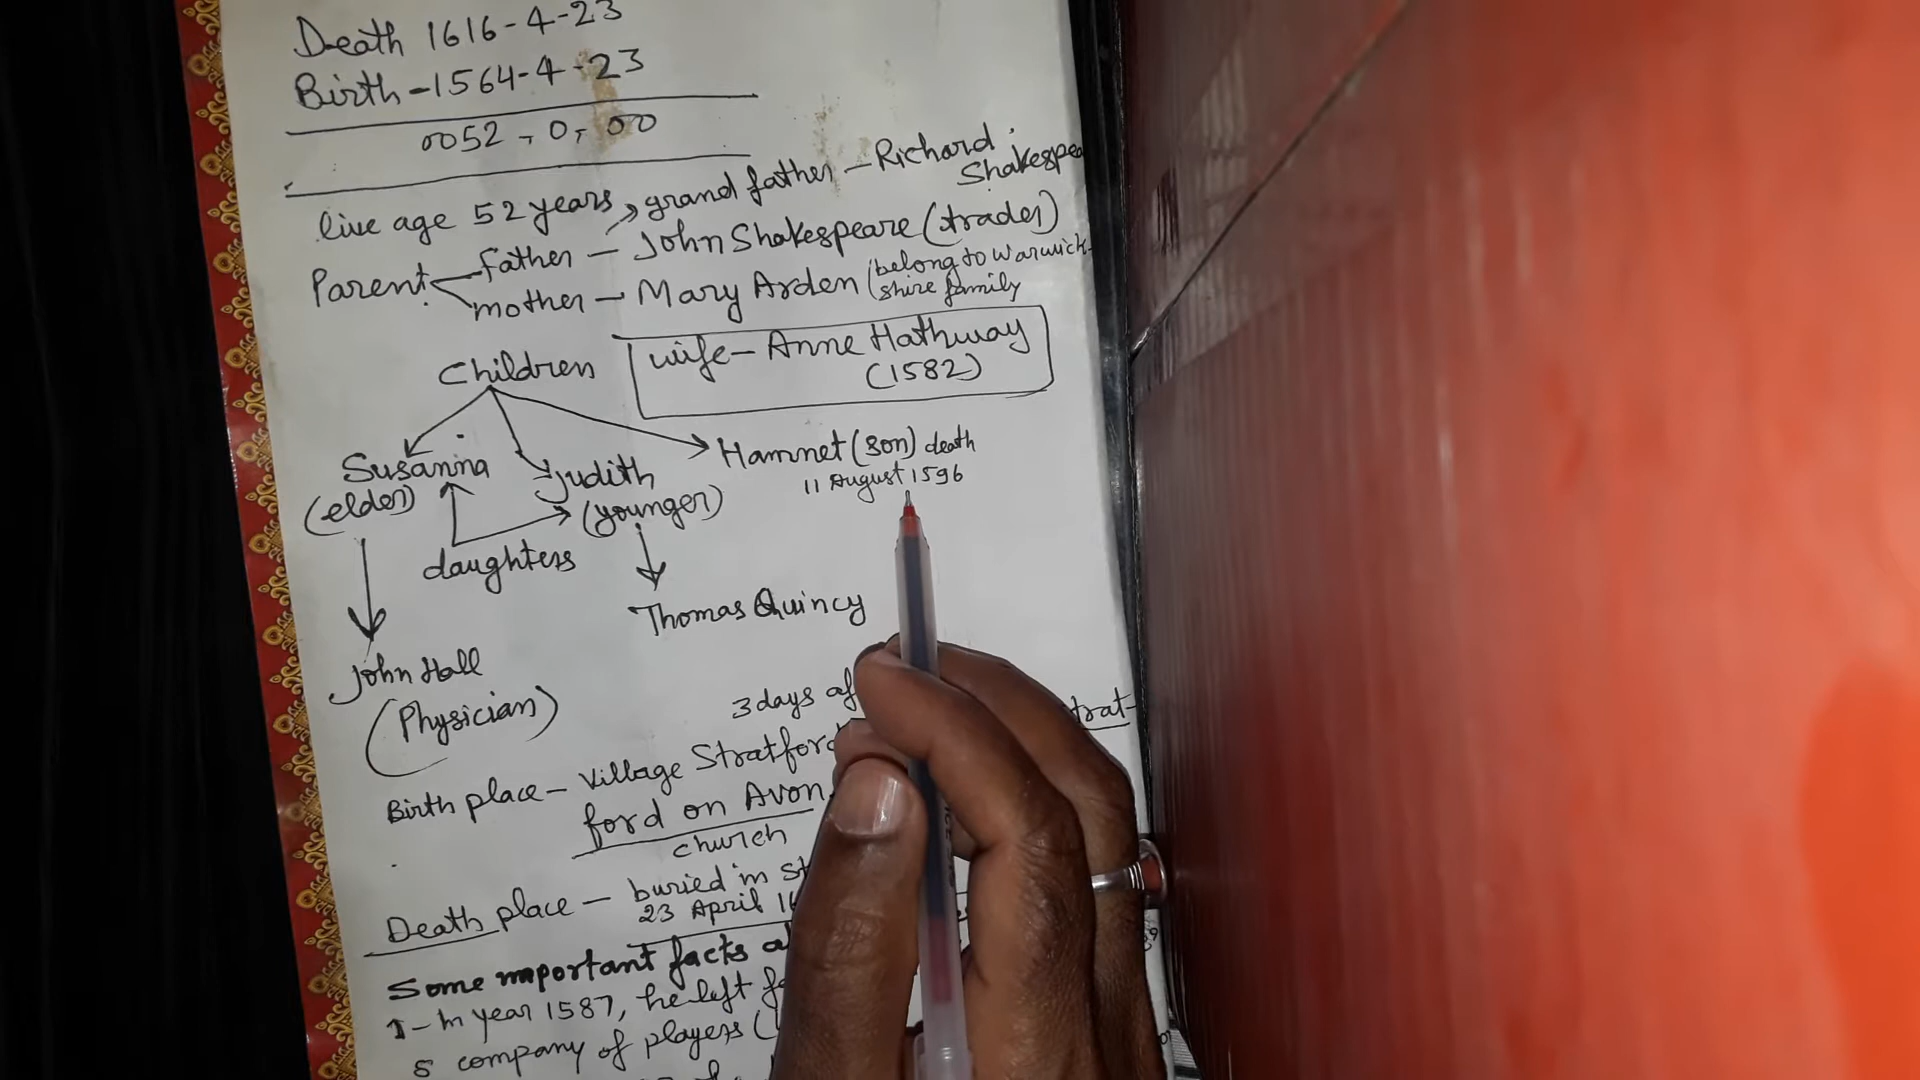 Death 1616-4-23
Birth-1564-4-23
0052-0-00
live age 52 years grand father - Richard
Shakespea
Parent father - John Shakespeare (trader)
mother - Mary Arden (belong to Warwick-
shire family
Children
wife- Anne Hathway
(1582)
Susanna
(elder)
Judith
(younger)
Hamnet (son) death
11 August 1596
daughters
Thomas Quincy
John Hall
(Physician)
3 days
Birth place - Village Stratford
ford on Avon
church
Death place - buried in
23 April
Some important facts
1- In year 1587, he left
& company of players (